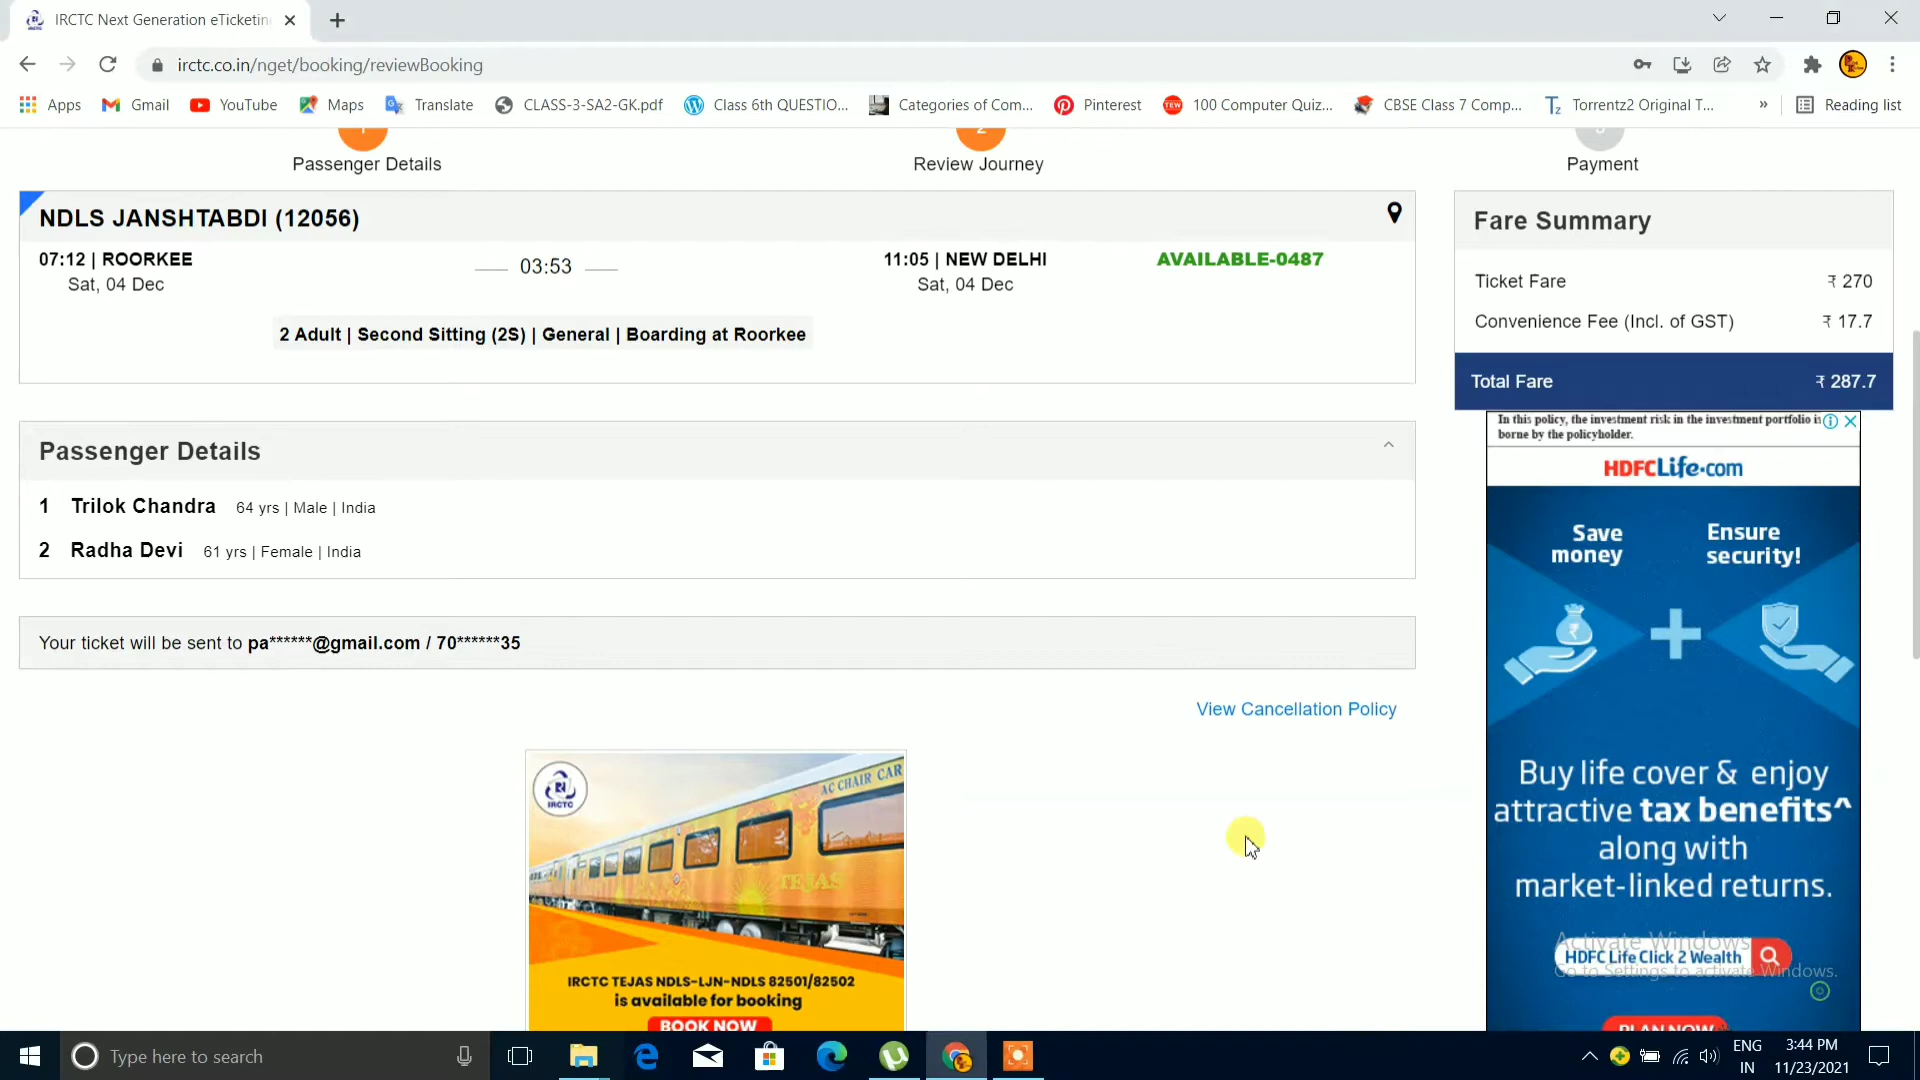 IRCTC Next Generation eTicketin
irctc.co.in/nget/booking/reviewBooking
Apps
Gmail
YouTube
Maps
Translate
CLASS-3-SA2-GK.pdf
Class 6th QUESTIO...
Categories of Com...
Pinterest
100 Computer Quiz...
CBSE Class 7 Comp...
Torrentz2 Original T...
»
Reading list
Passenger Details
2
Review Journey
Payment
NDLS JANSHTABDI (12056)
07:12 | ROORKEE
Sat, 04 Dec
03:53
11:05 | NEW DELHI
Sat, 04 Dec
AVAILABLE-0487
2 Adult | Second Sitting (2S) | General | Boarding at Roorkee
Fare Summary
Ticket Fare ₹ 270
Convenience Fee (Incl. of GST) ₹ 17.7
Total Fare ₹ 287.7
Passenger Details
1 Trilok Chandra 64 yrs | Male | India
2 Radha Devi 61 yrs | Female | India
Your ticket will be sent to pa******@gmail.com / 70******35
View Cancellation Policy
IRCTC
AC CHAIR CAR
TEJAS
IRCTC TEJAS NDLS-LJN-NDLS 82501/82502
is available for booking
BOOK NOW
In this policy, the investment risk in the investment portfolio is
borne by the policyholder.
HDFCLife.com
Save
money
Ensure
security!
Buy life cover & enjoy
attractive tax benefits^
along with
market-linked returns.
Activate Windows
HDFC Life Click 2 Wealth
Go to Settings to activate Windows.
PLAN NOW
Type here to search
ENG
IN
3:44 PM
11/23/2021